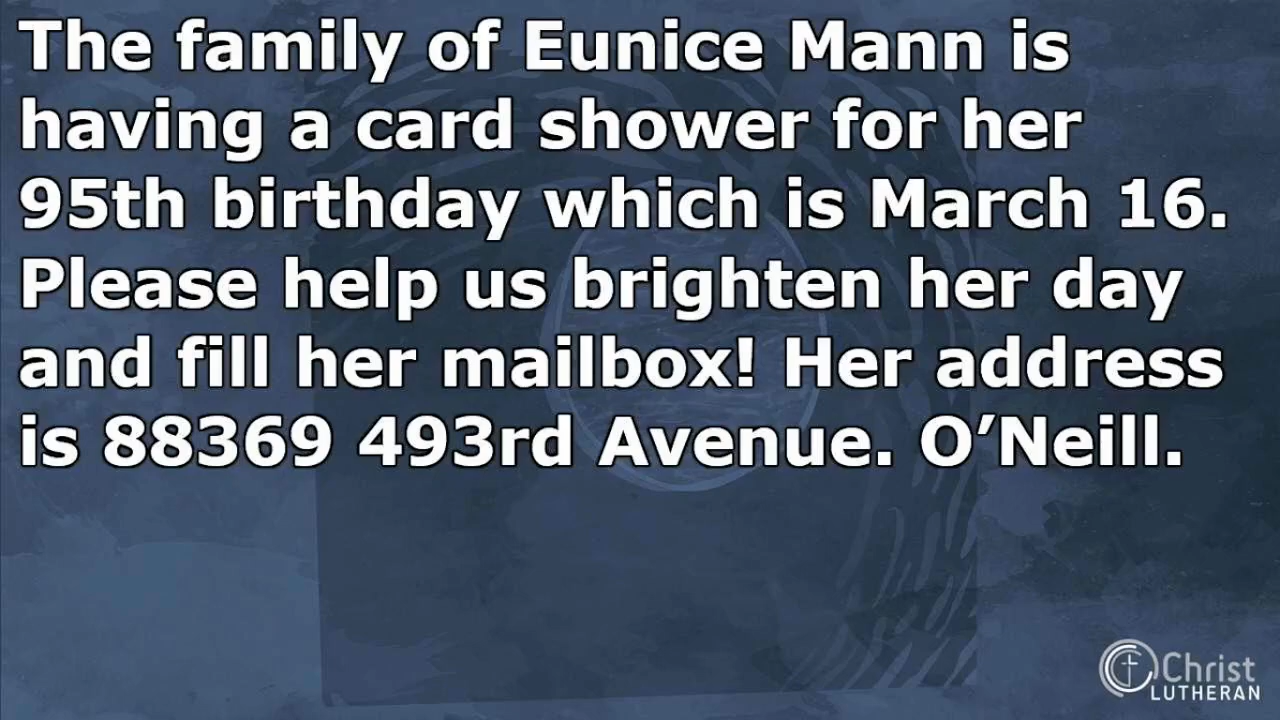 The family of Eunice Mann is
having a card shower for her
95th birthday which is March 16.
Please help us brighten her day
and fill her mailbox! Her address
is 88369 493rd Avenue. O’Neill.
Christ
LUTHERAN